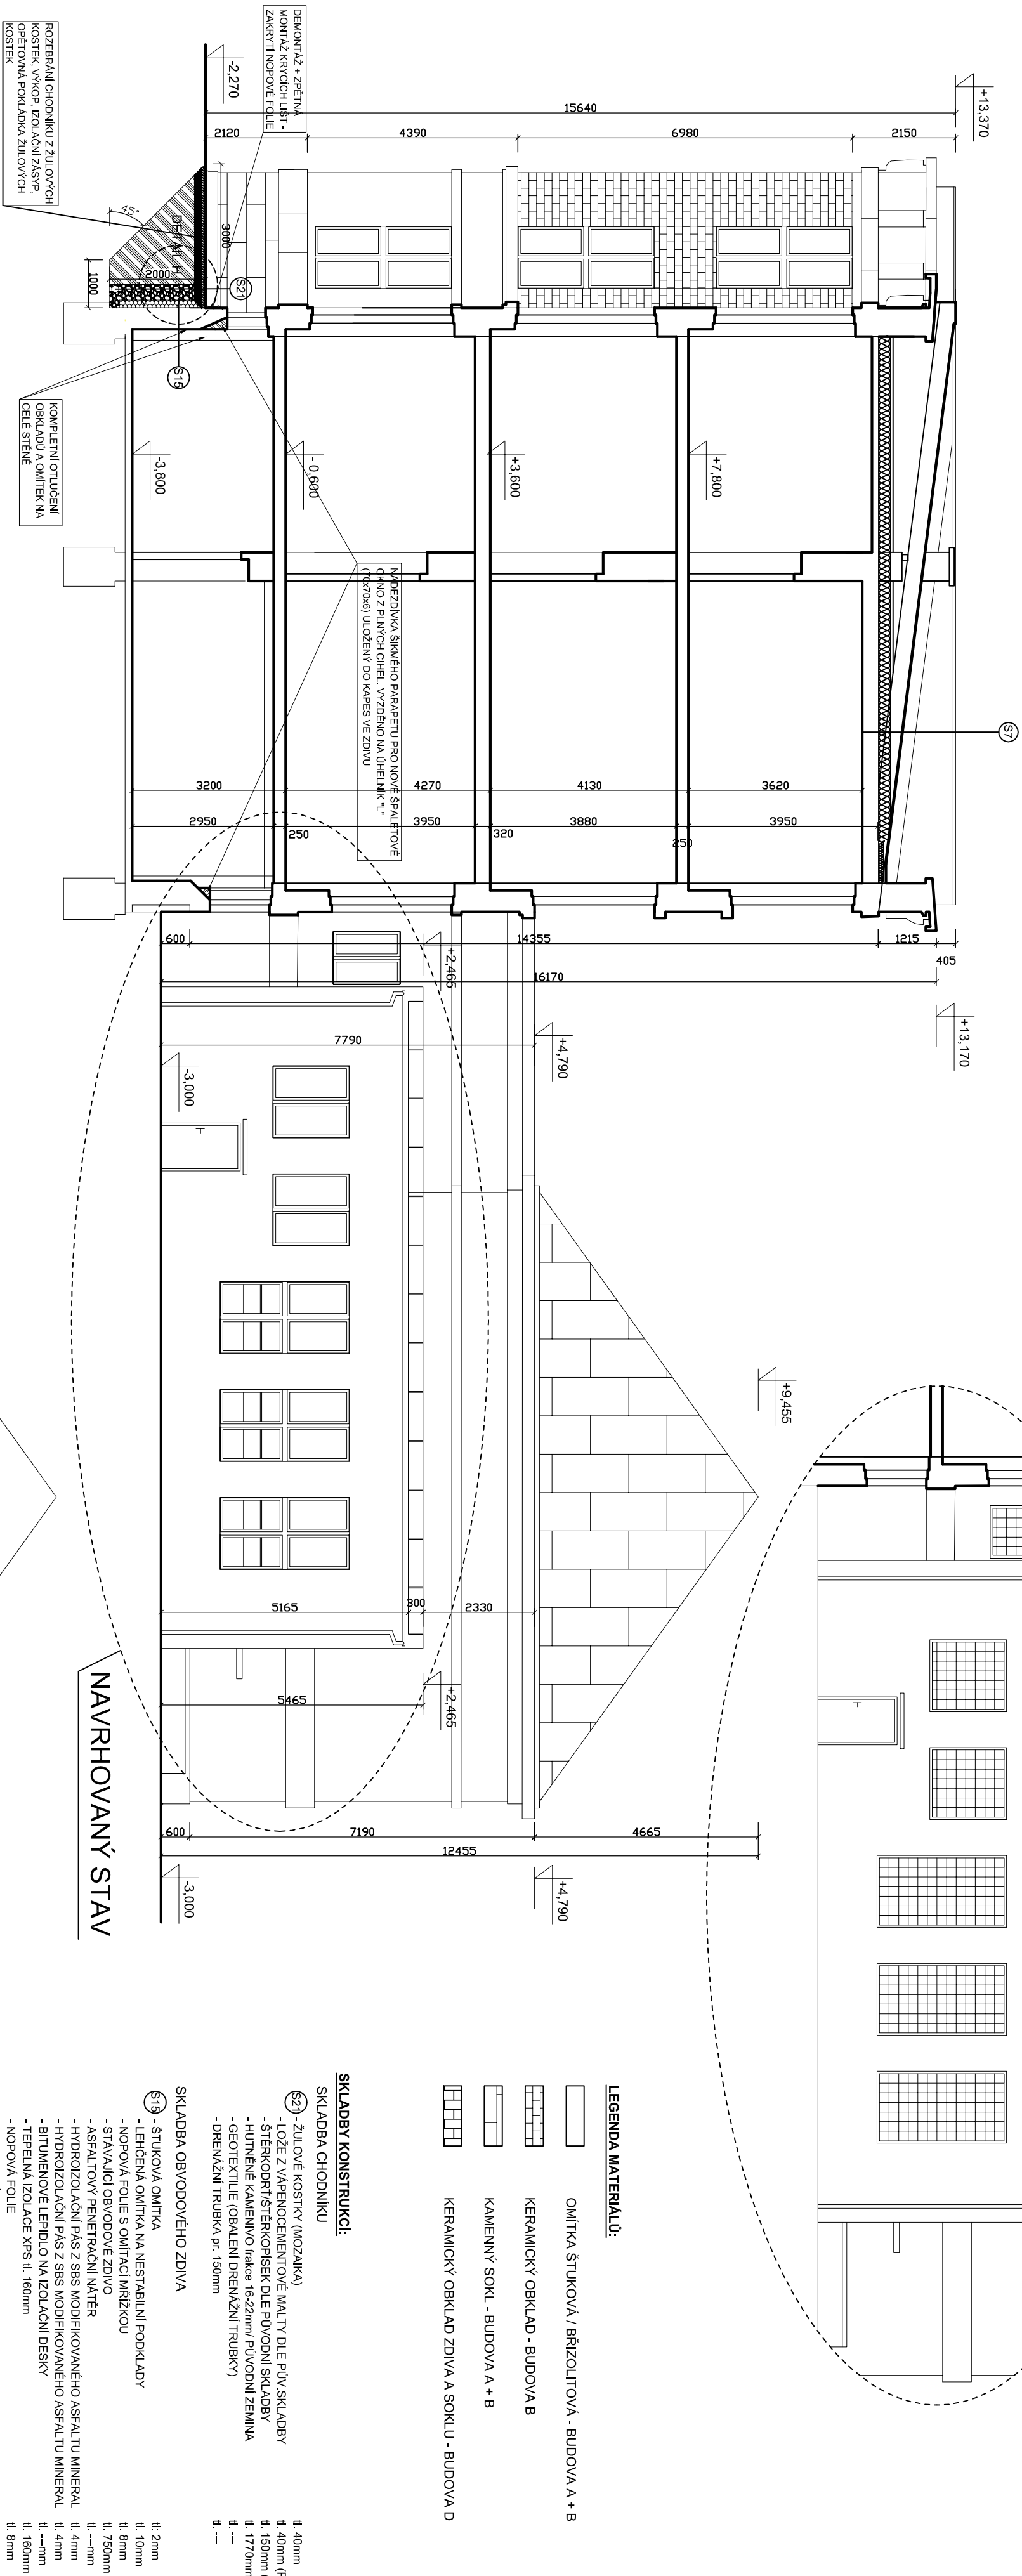 +13,370
-2,270
15640
2120
4390
6980
2150
DEMONTÁŽ + ZPĚTNÁ
MONTÁŽ KRYCÍCH LIŠT -
ZAKRYTÍ NOPOVÉ FOLIE
ROZEBRÁNÍ CHODNÍKU Z ŽULOVÝCH
KOSTEK, VÝKOP, IZOLAČNÍ ZÁSYP,
OPĚTOVNÁ POKLÁDKA ŽULOVÝCH
KOSTEK
45°
3000
DETAIL H
2000
1000
S21
S15
KOMPLETNÍ OTLUČENÍ
OBKLADŮ A OMÍTEK NA
CELÉ STĚNĚ
-3,800
- 0,600
+3,600
+7,800
NADEZDÍVKA ŠIKMÉHO PARAPETU PRO NOVÉ ŠPALETOVÉ
OKNO Z PLNÝCH CIHEL. VYZDĚNO NA ÚHELNÍK "L"
(70x70x6) ULOŽENÝ DO KAPES VE ZDIVU
S7
3200
4270
4130
3620
2950
250
3950
320
3880
250
3950
600
14355
1215
405
16170
+2,465
+13,170
7790
+4,790
-3,000
+9,455
5165
300
2330
5465
+2,465
600
7190
4665
12455
-3,000
+4,790
NAVRHOVANÝ STAV
LEGENDA MATERIÁLŮ:
OMÍTKA ŠTUKOVÁ / BŘIZOLITOVÁ - BUDOVA A + B
KERAMICKÝ OBKLAD - BUDOVA B
KAMENNÝ SOKL - BUDOVA A + B
KERAMICKÝ OBKLAD ZDIVA A SOKLU - BUDOVA D
SKLADBY KONSTRUKCÍ:
SKLADBA CHODNÍKU
S21 - ŽULOVÉ KOSTKY (MOZAIKA) tl. 40mm
- LOŽE Z VÁPENOCEMENTOVÉ MALTY DLE PŮV.SKLADBY tl. 40mm
- ŠTĚRKODRŤ/ŠTĚRKOPÍSEK DLE PŮVODNÍ SKLADBY tl. 150mm
- HUTNĚNÉ KAMENIVO frakce 16-22mm/ PŮVODNÍ ZEMINA tl. 1770mm
- GEOTEXTILIE (OBALENÍ DRENÁŽNÍ TRUBKY) tl. ---
- DRENÁŽNÍ TRUBKA pr. 150mm tl. ---
SKLADBA OBVODOVÉHO ZDIVA
S15 - ŠTUKOVÁ OMÍTKA tl: 2mm
- LEHČENÁ OMÍTKA NA NESTABILNÍ PODKLADY tl. 10mm
- NOPOVÁ FOLIE S OMÍTACÍ MŘÍŽKOU tl. 8mm
- STÁVAJÍCÍ OBVODOVÉ ZDIVO tl. 750mm
- ASFALTOVÝ PENETRAČNÍ NÁTĚR tl. ---mm
- HYDROIZOLAČNÍ PÁS Z SBS MODIFIKOVANÉHO ASFALTU MINERAL tl. 4mm
- HYDROIZOLAČNÍ PÁS Z SBS MODIFIKOVANÉHO ASFALTU MINERAL tl. 4mm
- BITUMENOVÉ LEPIDLO NA IZOLAČNÍ DESKY tl. ---mm
- TEPELNÁ IZOLACE XPS tl. 160mm tl. 160mm
- NOPOVÁ FOLIE tl. 8mm